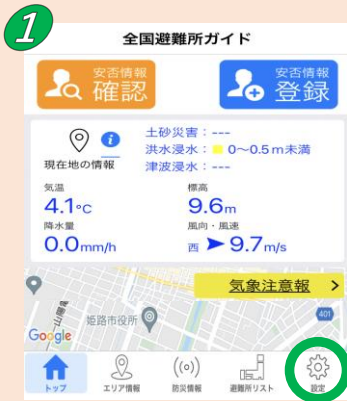 1
全国避難所ガイド
安否情報
確認
安否情報
登録
現在地の情報
土砂災害：---
洪水浸水： 0〜0.5m未満
津波浸水：---
気温
4.1°C
標高
9.6m
降水量
0.0mm/h
風向・風速
西 9.7m/s
気象注意報 >
山陽
姫路市役所
401
Google
トップ
エリア情報
防災情報
避難所リスト
設定